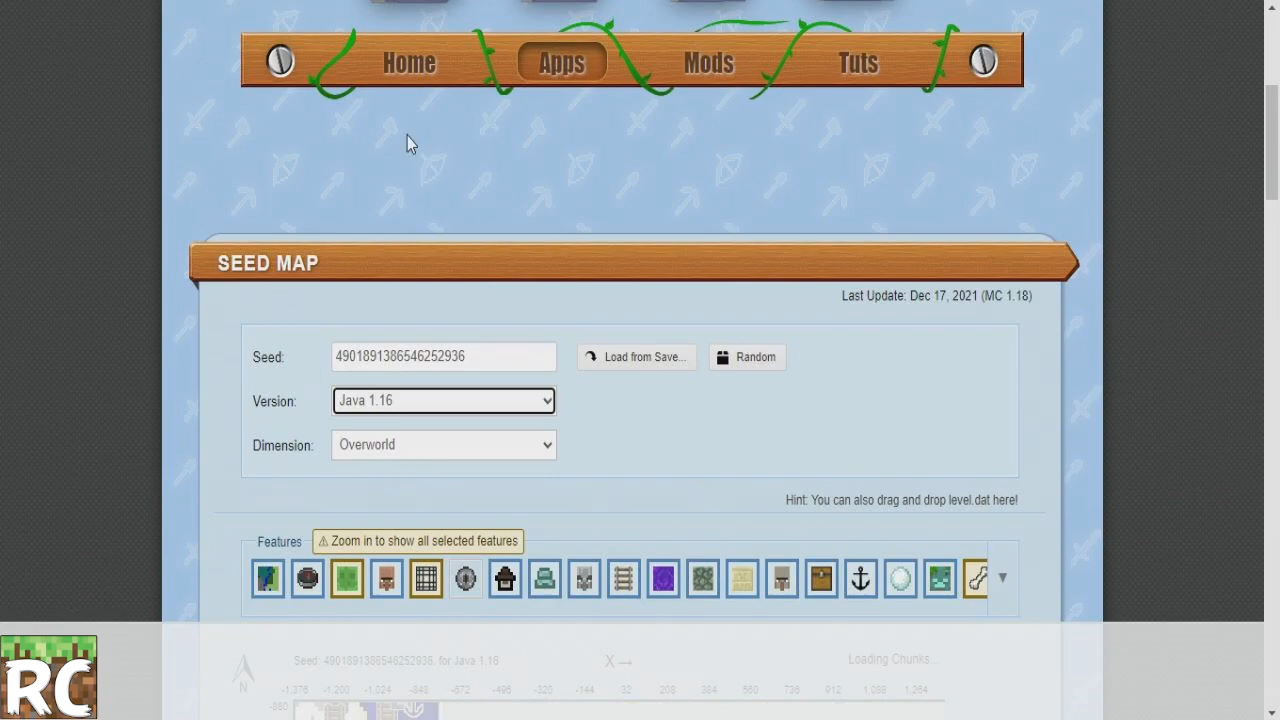 Home Apps Mods Tuts
SEED MAP
Last Update: Dec 17, 2021 (MC 1.18)
Seed: 4901891386546252936 Load from Save... Random
Version: Java 1.16
Dimension: Overworld
Hint: You can also drag and drop level.dat here!
Features ⚠ Zoom in to show all selected features
Seed: 4901891386546252936, for Java 1.16 X → Loading Chunks...
N -1,376 -1,200 -1,024 -848 -672 -496 -320 -144 32 208 384 560 736 912 1,088 1,264
-880
RC